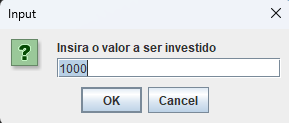 Input
Insira o valor a ser investido
1000
OK Cancel